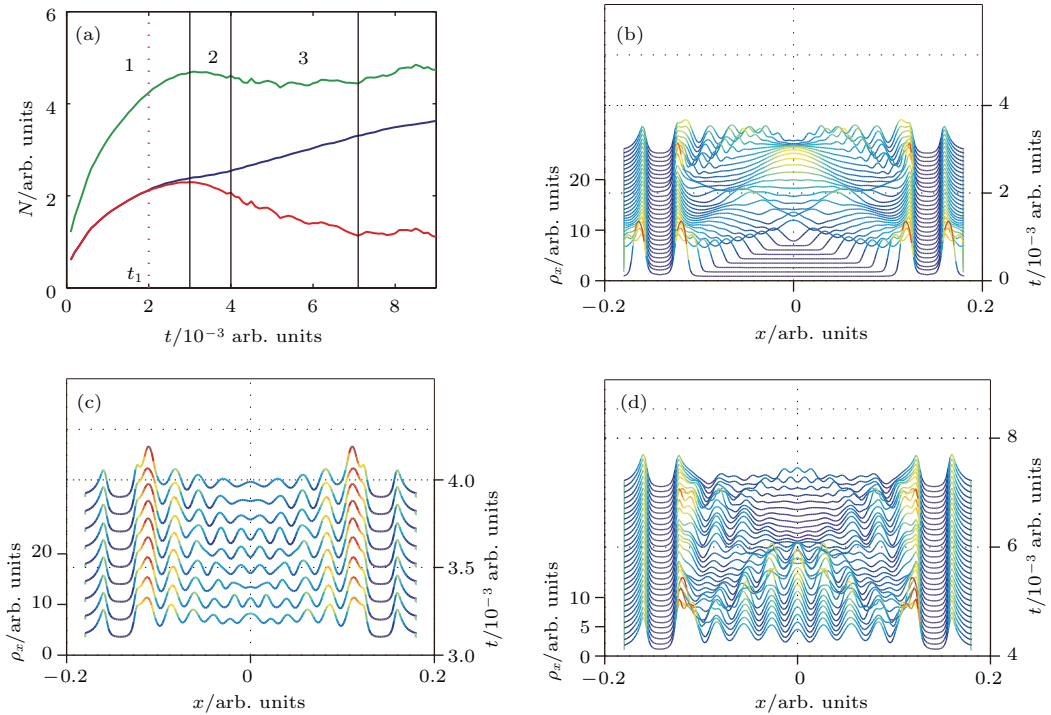 (a)
1
2
3
t₁
6
4
2
0
N/arb. units
0
2
4
6
8
t/10⁻³ arb. units
(b)
20
10
0
ρₓ/arb. units
4
2
0
t/10⁻³ arb. units
−0.2
0
0.2
x/arb. units
(c)
20
10
0
ρₓ/arb. units
4.0
3.5
3.0
t/10⁻³ arb. units
−0.2
0
0.2
x/arb. units
(d)
10
5
0
ρₓ/arb. units
8
6
4
t/10⁻³ arb. units
−0.2
0
0.2
x/arb. units